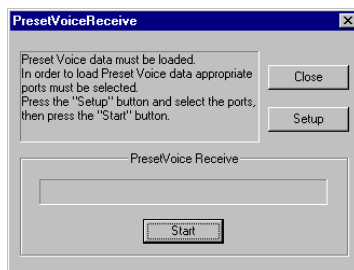 PresetVoiceReceive
Preset Voice data must be loaded.
In order to load Preset Voice data appropriate
ports must be selected.
Press the "Setup" button and select the ports,
then press the "Start" button.
Close
Setup
PresetVoice Receive
Start